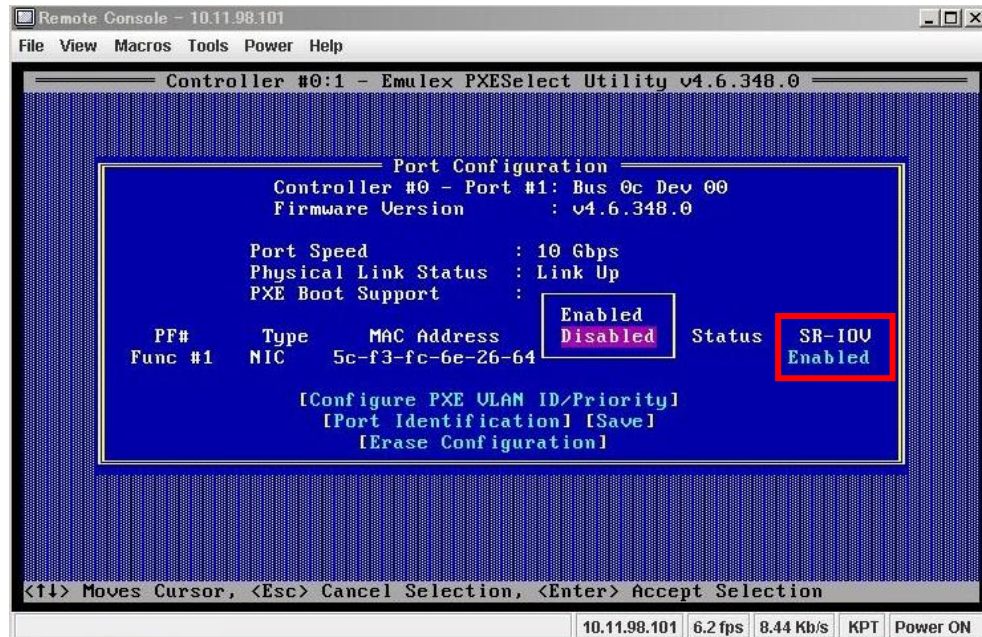 Remote Console - 10.11.98.101
File View Macros Tools Power Help
Controller #0:1 - Emulex PXESelect Utility v4.6.348.0
Port Configuration
Controller #0 - Port #1: Bus 0c Dev 00
Firmware Version : v4.6.348.0
Port Speed : 10 Gbps
Physical Link Status : Link Up
PXE Boot Support :
Enabled
Disabled
PF# Type MAC Address Status SR-IOV
Func #1 NIC 5c-f3-fc-6e-26-64 Enabled
[Configure PXE VLAN ID/Priority]
[Port Identification] [Save]
[Erase Configuration]
<↑↓> Moves Cursor, <Esc> Cancel Selection, <Enter> Accept Selection
10.11.98.101 6.2 fps 8.44 Kb/s KPT Power ON